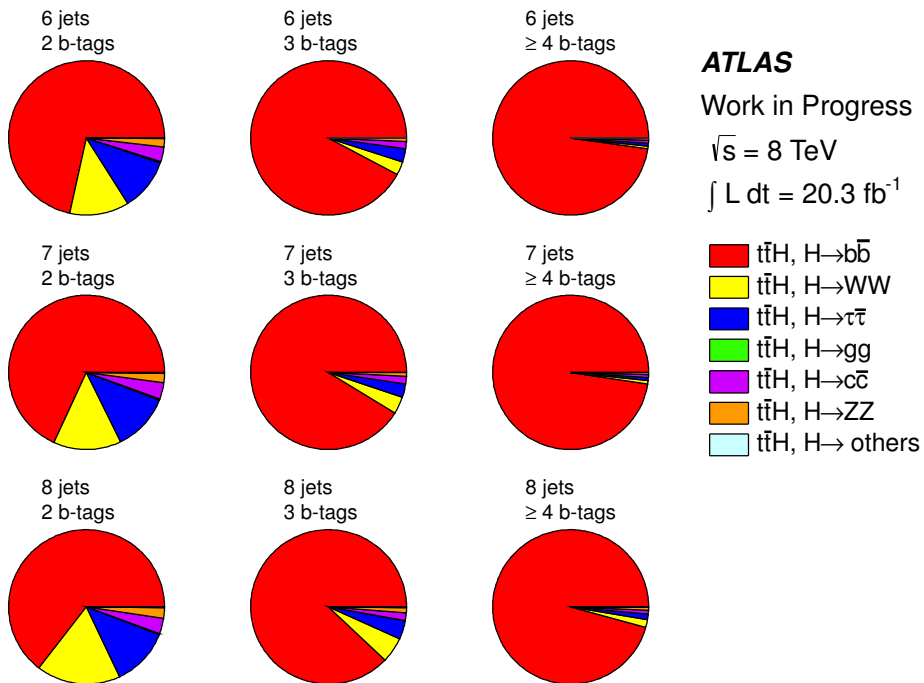 6 jets
2 b-tags
6 jets
3 b-tags
6 jets
≥ 4 b-tags
ATLAS
Work in Progress
√s = 8 TeV
∫ L dt = 20.3 fb⁻¹
7 jets
2 b-tags
7 jets
3 b-tags
7 jets
≥ 4 b-tags
tt̄H, H→bb̄
tt̄H, H→WW
tt̄H, H→ττ̄
tt̄H, H→gg
tt̄H, H→cc̄
tt̄H, H→ZZ
tt̄H, H→ others
8 jets
2 b-tags
8 jets
3 b-tags
8 jets
≥ 4 b-tags